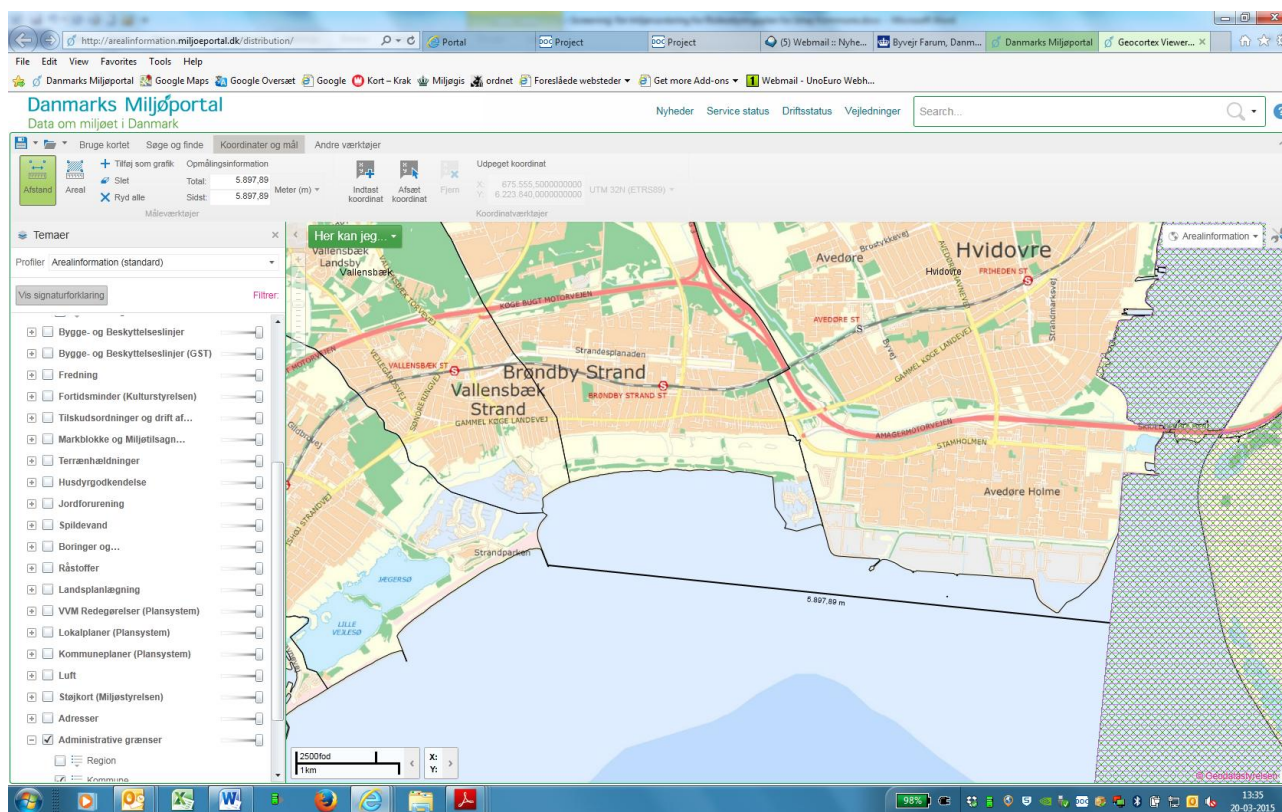 http://arealinformation.miljoeportal.dk/distribution/
Portal
DOC Project
DOC Project
(5) Webmail :: Nyhe...
Byvejr Farum, Danm...
Danmarks Miljøportal
Geocortex Viewer...
File Edit View Favorites Tools Help
Danmarks Miljøportal
Google Maps
Google Oversæt
Google
Kort – Krak
Miljøgis
ordnet
Foreslåede websteder
Get more Add-ons
Webmail - UnoEuro Webh...
Danmarks Miljøportal
Data om miljøet i Danmark
Nyheder Service status Driftsstatus Vejledninger
Search...
Bruge kortet Søge og finde Koordinater og mål Andre værktøjer
Afstand
Areal
Tilføj som grafik
Slet
Ryd alle
Opmålingsinformation
Total: 5.897,89
Sidst: 5.897,89
Meter (m)
Måleværktøjer
Indtast koordinat
Afsæt koordinat
Fjern
Udpeget koordinat
X: 675.555,5000000000
Y: 6.223.840,0000000000
UTM 32N (ETRS89)
Koordinatværktøjer
Temaer
Profiler Arealinformation (standard)
Vis signaturforklaring
Filtrer:
Bygge- og Beskyttelseslinjer
Bygge- og Beskyttelseslinjer (GST)
Fredning
Fortidsminder (Kulturstyrelsen)
Tilskudsordninger og drift af...
Markblokke og Miljøtilsagn...
Terrænhældninger
Husdyrgodkendelse
Jordforurening
Spildevand
Boringer og...
Råstoffer
Landsplanlægning
VVM Redegørelser (Plansystem)
Lokalplaner (Plansystem)
Kommuneplaner (Plansystem)
Luft
Støjkort (Miljøstyrelsen)
Adresser
Administrative grænser
Region
Kommune
Her kan jeg...
Arealinformation
Vallensbæk
Landsby
Vallensbæk
KØGE BUGT MOTORVEJEN
VALLENSBÆK ST
Strandesplanaden
Brøndby Strand
BRØNDBY STRAND ST
Vallensbæk
Strand
GAMMEL KØGE LANDEVEJ
Avedøre
AVEDØRE ST
Brostykkevej
Hvidovre
Hvidovre
FRIHEDEN ST
Strandmarksvej
Byvej
GAMMEL KØGE LANDEVEJ
AMAGERMOTORVEJEN
STAMHOLMEN
Avedøre Holme
Strandparken
JÆGERSØ
LILLE
VEJLESØ
5.897,89 m
2500fod
1km
X:
Y:
© Geodatastyrelsen
98%
13:35
20-03-2015